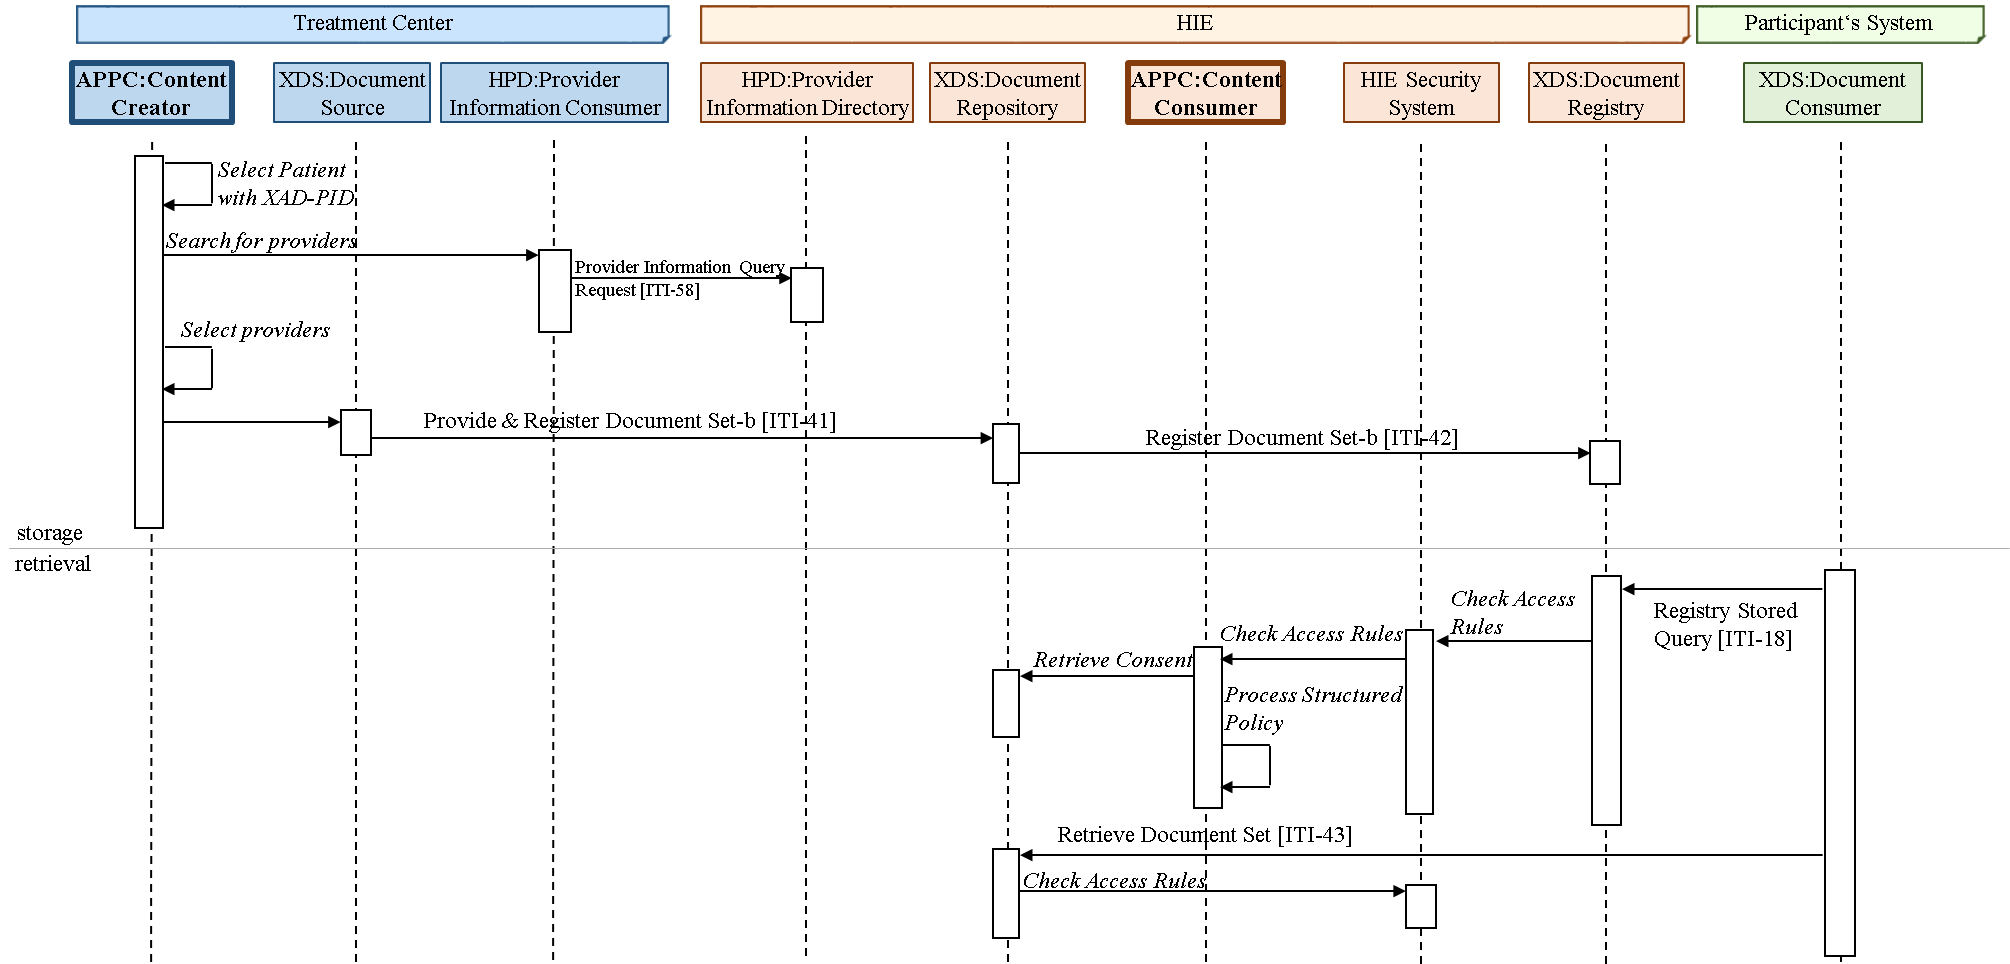 Treatment Center
HIE
Participant‘s System
APPC:Content
Creator
XDS:Document
Source
HPD:Provider
Information Consumer
HPD:Provider
Information Directory
XDS:Document
Repository
APPC:Content
Consumer
HIE Security
System
XDS:Document
Registry
XDS:Document
Consumer
Select Patient
with XAD-PID
Search for providers
Provider Information Query
Request [ITI-58]
Select providers
Provide & Register Document Set-b [ITI-41]
Register Document Set-b [ITI-42]
storage
retrieval
Registry Stored
Query [ITI-18]
Check Access
Rules
Check Access Rules
Retrieve Consent
Process Structured
Policy
Retrieve Document Set [ITI-43]
Check Access Rules